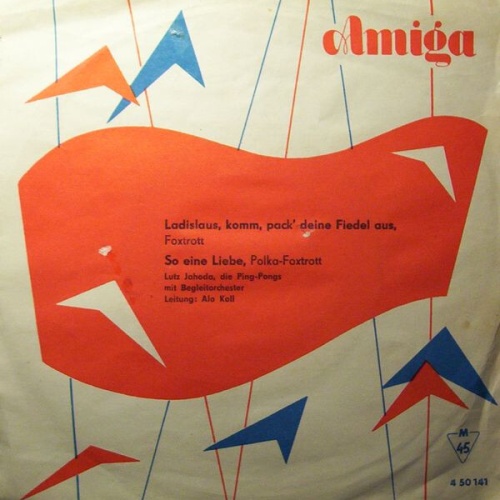 Amiga
Ladislaus, komm, pack' deine Fiedel aus,
Foxtrott
So eine Liebe, Polka-Foxtrott
Lutz Jahoda, die Ping-Pongs
mit Begleitorchester
Leitung: Alo Koll
M
45
4 50 141